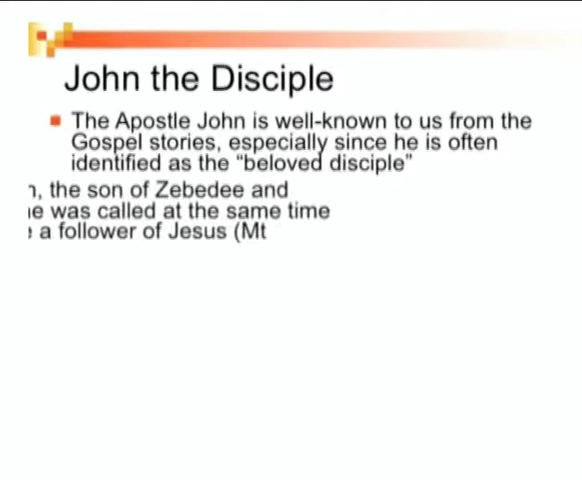 John the Disciple
The Apostle John is well-known to us from the
Gospel stories, especially since he is often
identified as the "beloved disciple"
, the son of Zebedee and
was called at the same time
a follower of Jesus (Mt